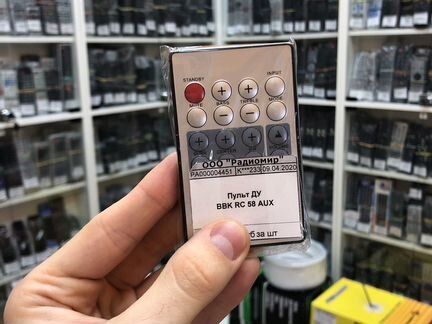 STANDBY
INPUT
MUTE BASS TREBLE MODE
ООО "Радиомир"
РА000004451 К***233 09.04.2020
Пульт ДУ
BBK RC 58 AUX
б за шт